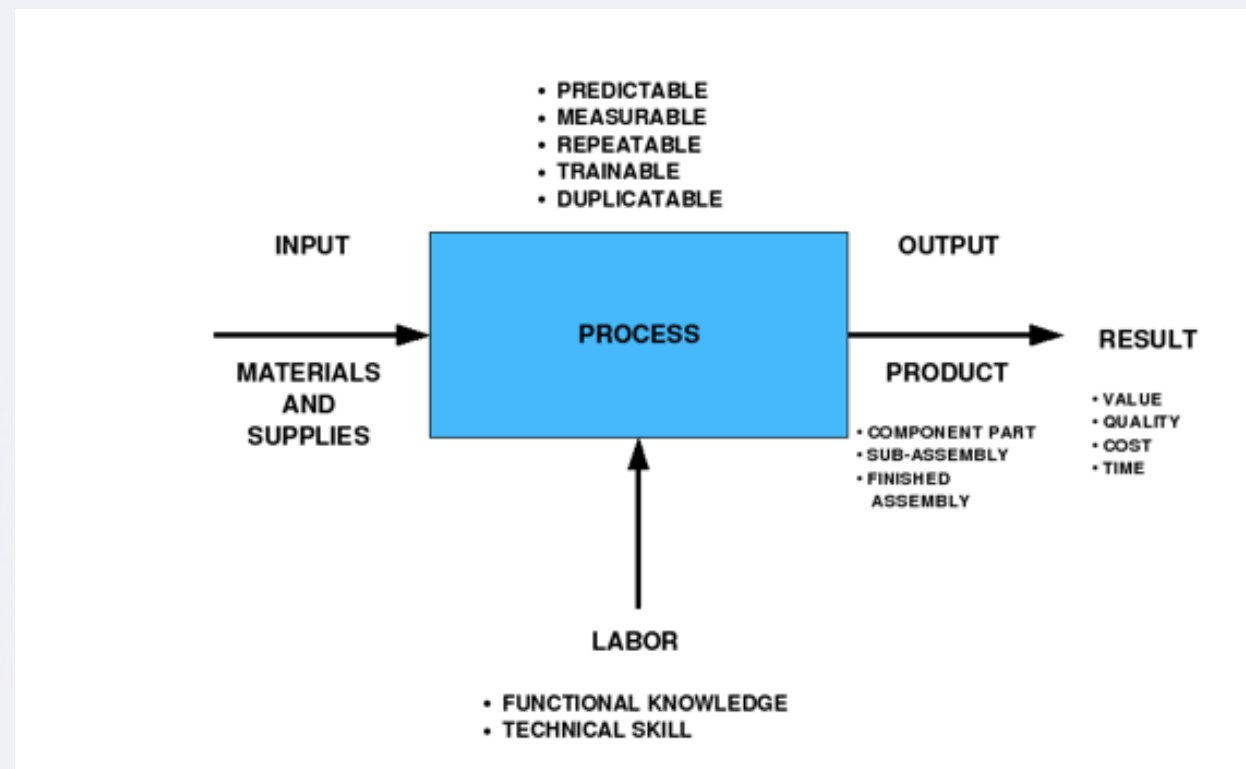 • PREDICTABLE
• MEASURABLE
• REPEATABLE
• TRAINABLE
• DUPLICATABLE
INPUT
MATERIALS
AND
SUPPLIES
PROCESS
OUTPUT
PRODUCT
• COMPONENT PART
• SUB-ASSEMBLY
• FINISHED
ASSEMBLY
RESULT
• VALUE
• QUALITY
• COST
• TIME
LABOR
• FUNCTIONAL KNOWLEDGE
• TECHNICAL SKILL